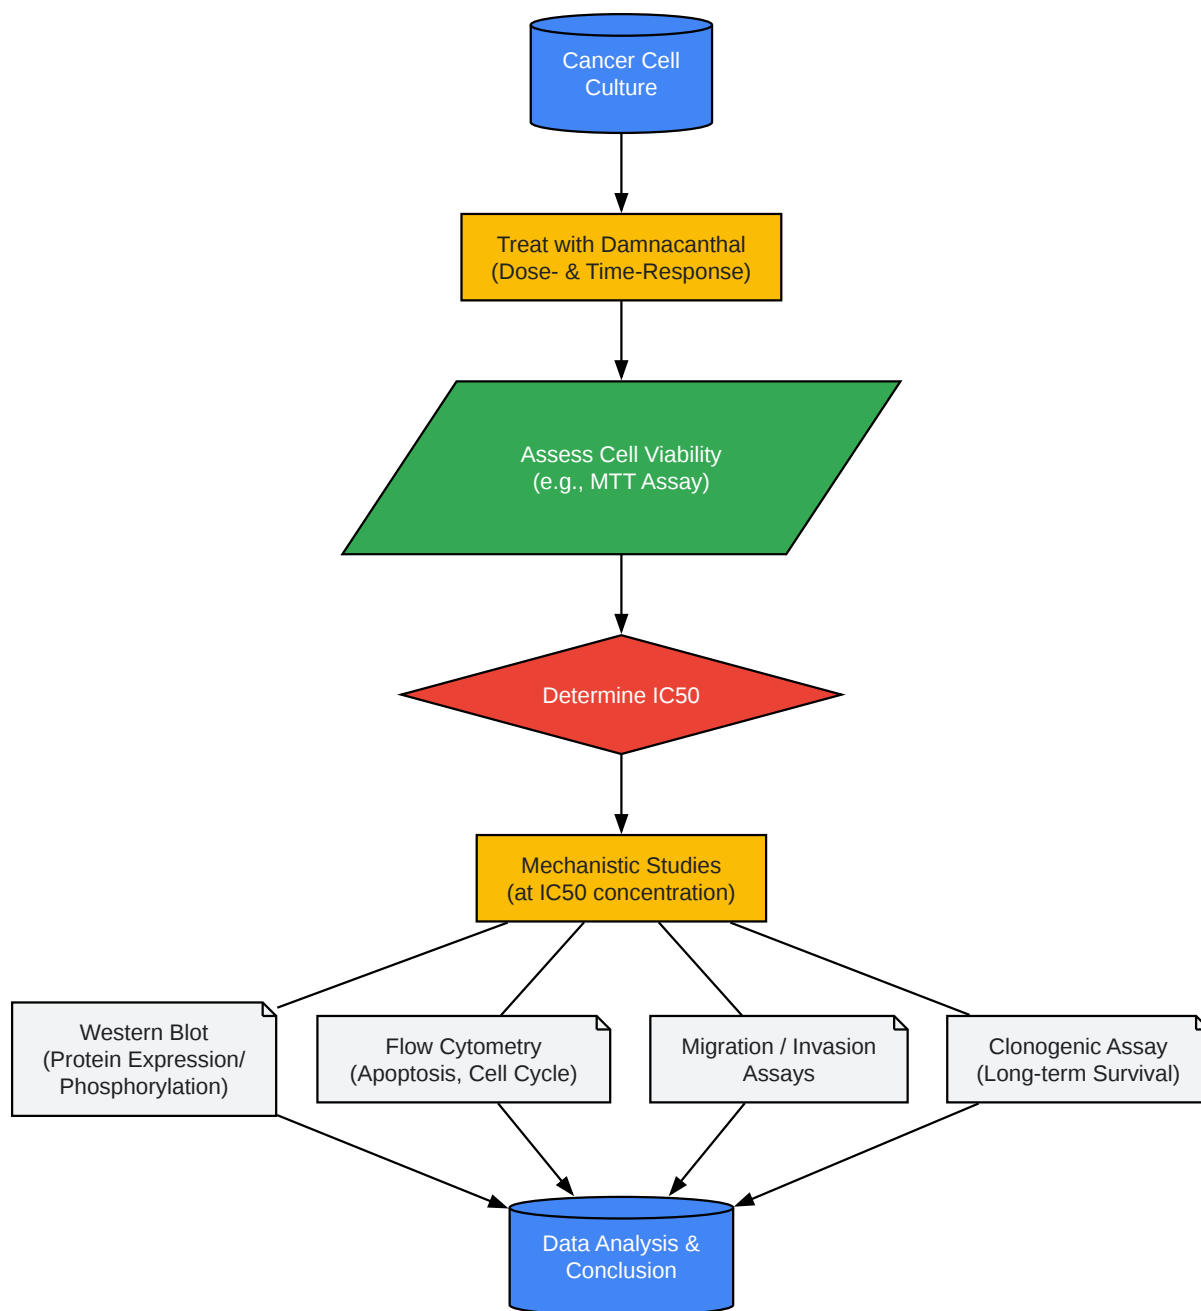 Cancer Cell
Culture
Treat with Damnacanthal
(Dose- & Time-Response)
Assess Cell Viability
(e.g., MTT Assay)
Determine IC50
Mechanistic Studies
(at IC50 concentration)
Western Blot
(Protein Expression/
Phosphorylation)
Flow Cytometry
(Apoptosis, Cell Cycle)
Migration / Invasion
Assays
Clonogenic Assay
(Long-term Survival)
Data Analysis &
Conclusion